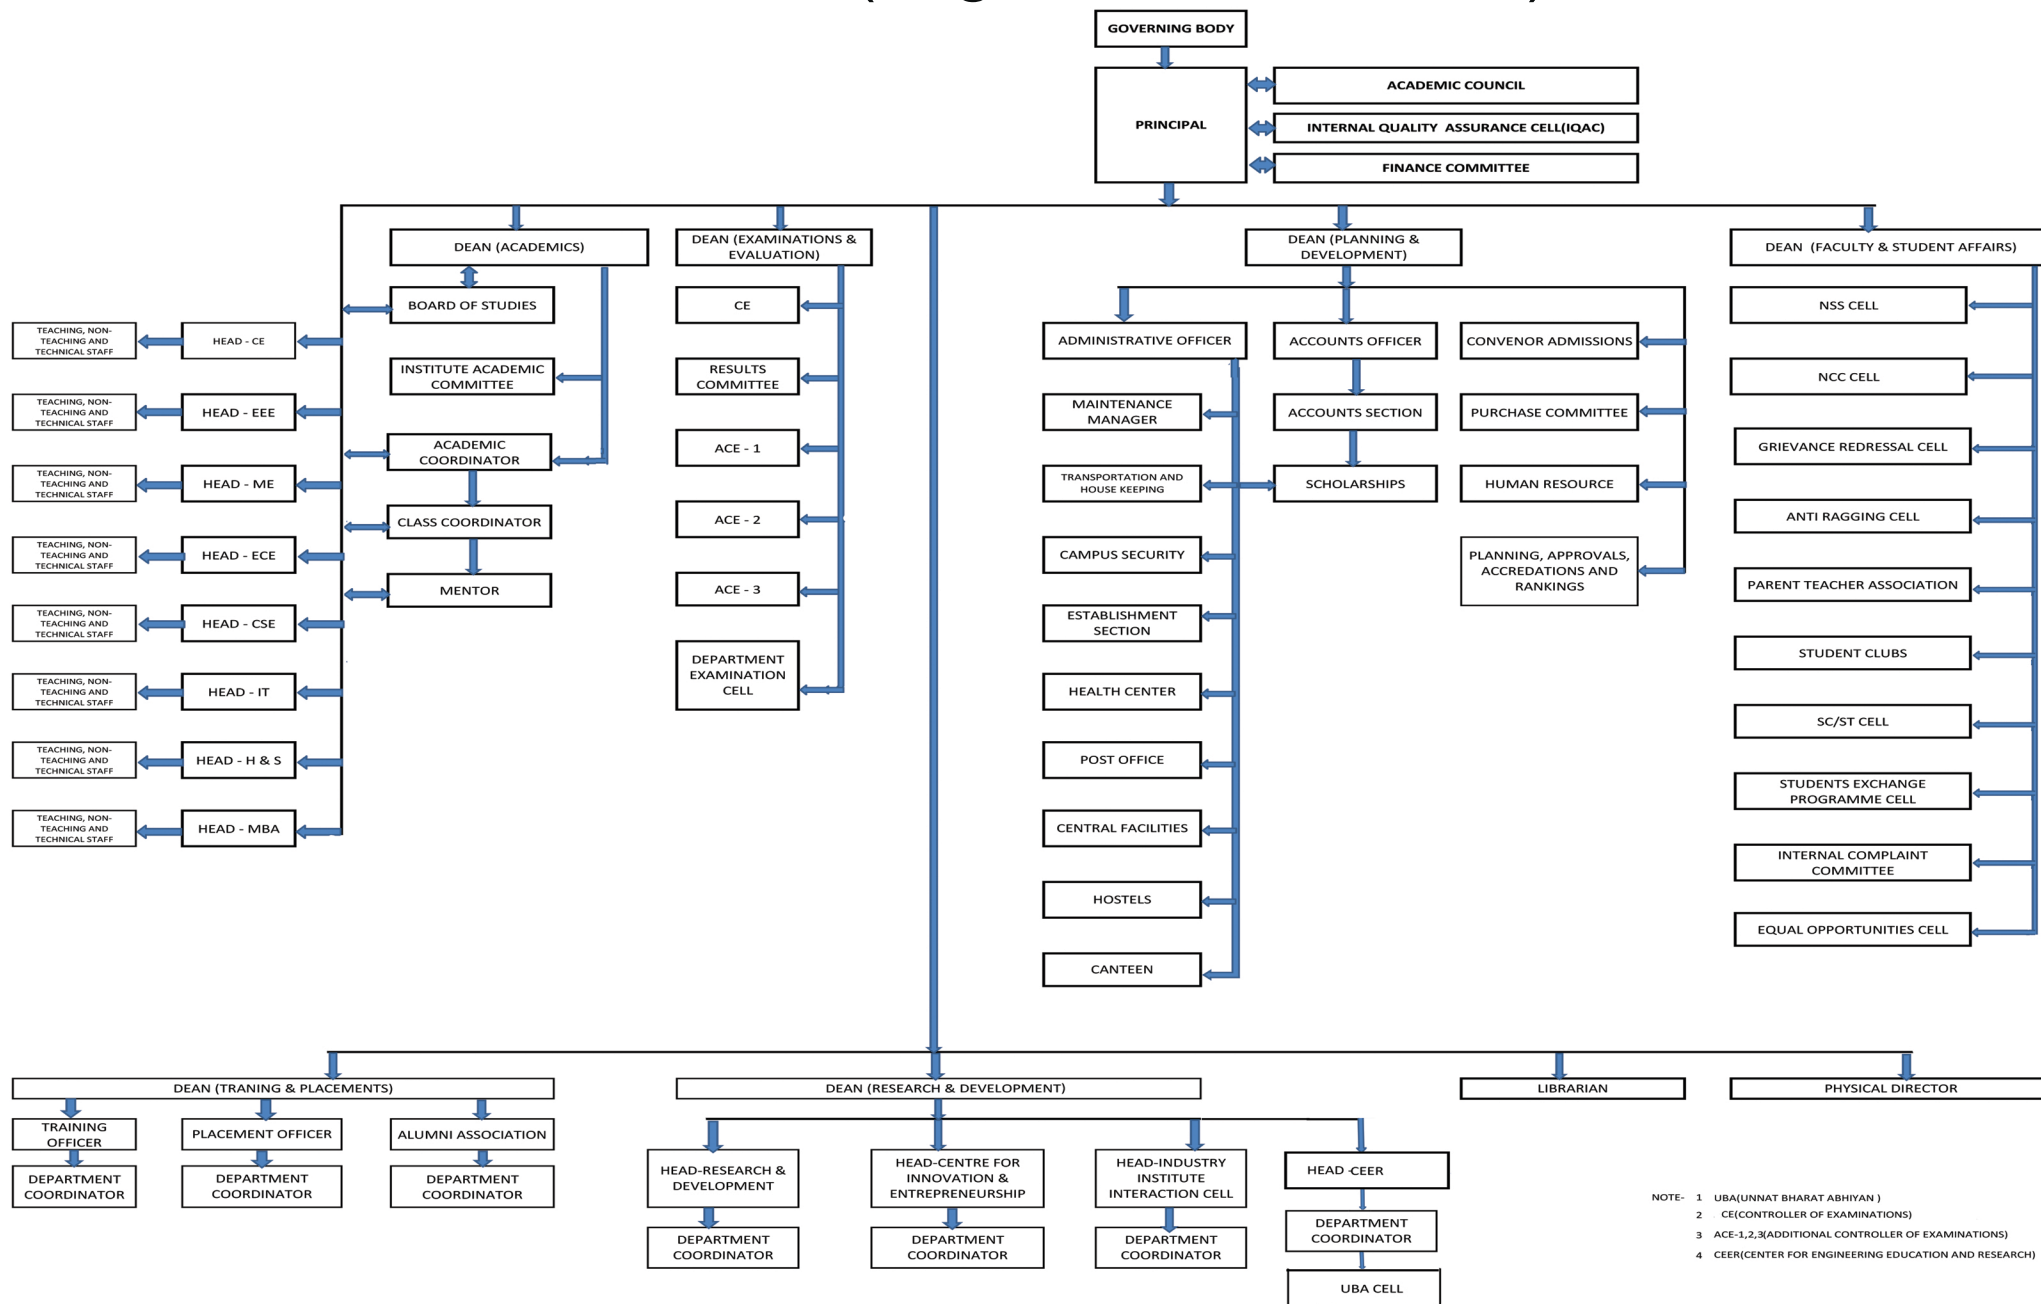 GOVERNING BODY
PRINCIPAL
ACADEMIC COUNCIL
INTERNAL QUALITY ASSURANCE CELL(IQAC)
FINANCE COMMITTEE
DEAN (ACADEMICS)
BOARD OF STUDIES
INSTITUTE ACADEMIC
COMMITTEE
ACADEMIC
COORDINATOR
CLASS COORDINATOR
MENTOR
HEAD - CE
TEACHING, NON-
TEACHING AND
TECHNICAL STAFF
HEAD - EEE
TEACHING, NON-
TEACHING AND
TECHNICAL STAFF
HEAD - ME
TEACHING, NON-
TEACHING AND
TECHNICAL STAFF
HEAD - ECE
TEACHING, NON-
TEACHING AND
TECHNICAL STAFF
HEAD - CSE
TEACHING, NON-
TEACHING AND
TECHNICAL STAFF
HEAD - IT
TEACHING, NON-
TEACHING AND
TECHNICAL STAFF
HEAD - H & S
TEACHING, NON-
TEACHING AND
TECHNICAL STAFF
HEAD - MBA
TEACHING, NON-
TEACHING AND
TECHNICAL STAFF
DEAN (EXAMINATIONS &
EVALUATION)
CE
RESULTS
COMMITTEE
ACE - 1
ACE - 2
ACE - 3
DEPARTMENT
EXAMINATION
CELL
DEAN (PLANNING &
DEVELOPMENT)
ADMINISTRATIVE OFFICER
MAINTENANCE
MANAGER
TRANSPORTATION AND
HOUSE KEEPING
CAMPUS SECURITY
ESTABLISHMENT
SECTION
HEALTH CENTER
POST OFFICE
CENTRAL FACILITIES
HOSTELS
CANTEEN
ACCOUNTS OFFICER
ACCOUNTS SECTION
SCHOLARSHIPS
CONVENOR ADMISSIONS
PURCHASE COMMITTEE
HUMAN RESOURCE
PLANNING, APPROVALS,
ACCREDATIONS AND
RANKINGS
DEAN (FACULTY & STUDENT AFFAIRS)
NSS CELL
NCC CELL
GRIEVANCE REDRESSAL CELL
ANTI RAGGING CELL
PARENT TEACHER ASSOCIATION
STUDENT CLUBS
SC/ST CELL
STUDENTS EXCHANGE
PROGRAMME CELL
INTERNAL COMPLAINT
COMMITTEE
EQUAL OPPORTUNITIES CELL
DEAN (TRANING & PLACEMENTS)
TRAINING
OFFICER
DEPARTMENT
COORDINATOR
PLACEMENT OFFICER
DEPARTMENT
COORDINATOR
ALUMNI ASSOCIATION
DEPARTMENT
COORDINATOR
DEAN (RESEARCH & DEVELOPMENT)
HEAD-RESEARCH &
DEVELOPMENT
DEPARTMENT
COORDINATOR
HEAD-CENTRE FOR
INNOVATION &
ENTREPRENEURSHIP
DEPARTMENT
COORDINATOR
HEAD-INDUSTRY
INSTITUTE
INTERACTION CELL
DEPARTMENT
COORDINATOR
HEAD -CEER
DEPARTMENT
COORDINATOR
UBA CELL
LIBRARIAN
PHYSICAL DIRECTOR
NOTE- 1 UBA(UNNAT BHARAT ABHIYAN )
2 CE(CONTROLLER OF EXAMINATIONS)
3 ACE-1,2,3(ADDITIONAL CONTROLLER OF EXAMINATIONS)
4 CEER(CENTER FOR ENGINEERING EDUCATION AND RESEARCH)